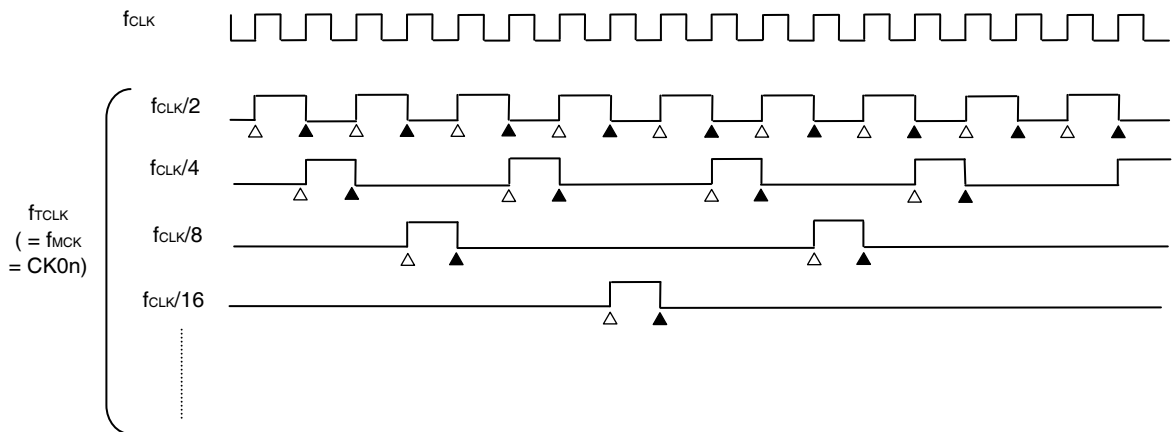 fCLK
fCLK/2
fCLK/4
fTCLK
( = fMCK
= CK0n)
fCLK/8
fCLK/16